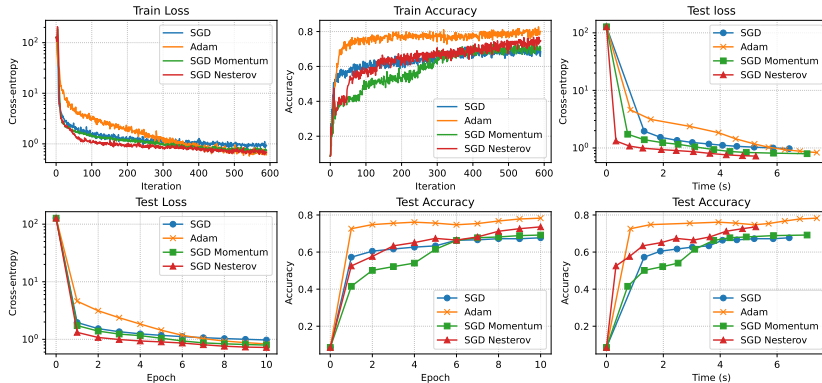 Train Loss
Cross-entropy
10²
10¹
10⁰
SGD
Adam
SGD Momentum
SGD Nesterov
0 100 200 300 400 500 600
Iteration
Train Accuracy
Accuracy
0.8
0.6
0.4
0.2
SGD
Adam
SGD Momentum
SGD Nesterov
0 100 200 300 400 500 600
Iteration
Test loss
Cross-entropy
10²
10¹
10⁰
SGD
Adam
SGD Momentum
SGD Nesterov
0 2 4 6
Time (s)
Test Loss
Cross-entropy
10²
10¹
10⁰
SGD
Adam
SGD Momentum
SGD Nesterov
0 2 4 6 8 10
Epoch
Test Accuracy
Accuracy
0.8
0.6
0.4
0.2
SGD
Adam
SGD Momentum
SGD Nesterov
0 2 4 6 8 10
Epoch
Test Accuracy
Accuracy
0.8
0.6
0.4
0.2
SGD
Adam
SGD Momentum
SGD Nesterov
0 2 4 6
Time (s)